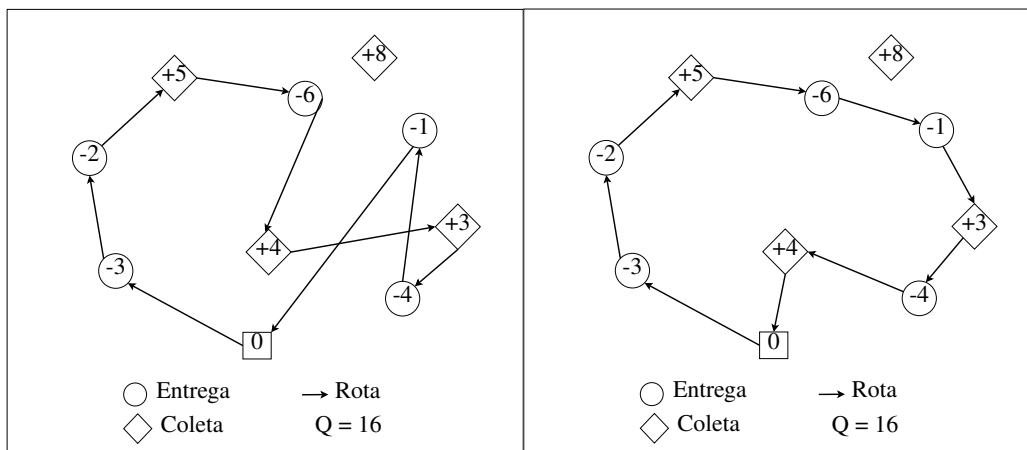 +8
+5
-6
-1
-2
+3
+4
-3
-4
0
Entrega
Rota
Coleta
Q = 16
+8
+5
-6
-1
-2
+3
+4
-3
-4
0
Entrega
Rota
Coleta
Q = 16